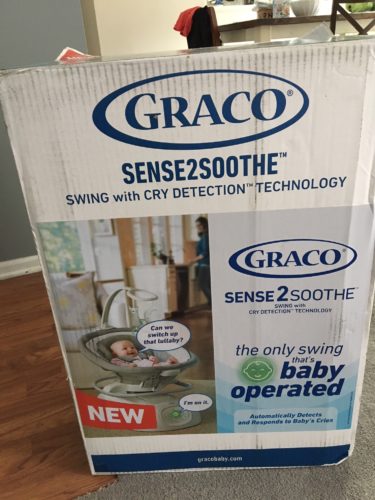 GRACO®
SENSE2SOOTHE™
SWING with CRY DETECTION™ TECHNOLOGY
GRACO®
SENSE2SOOTHE
SWING with
CRY DETECTION™ TECHNOLOGY
Can we
switch up
that lullaby?
the only swing
that's
baby
operated
I'm on it.
NEW
Automatically Detects
and Responds to Baby's Cries
gracobaby.com